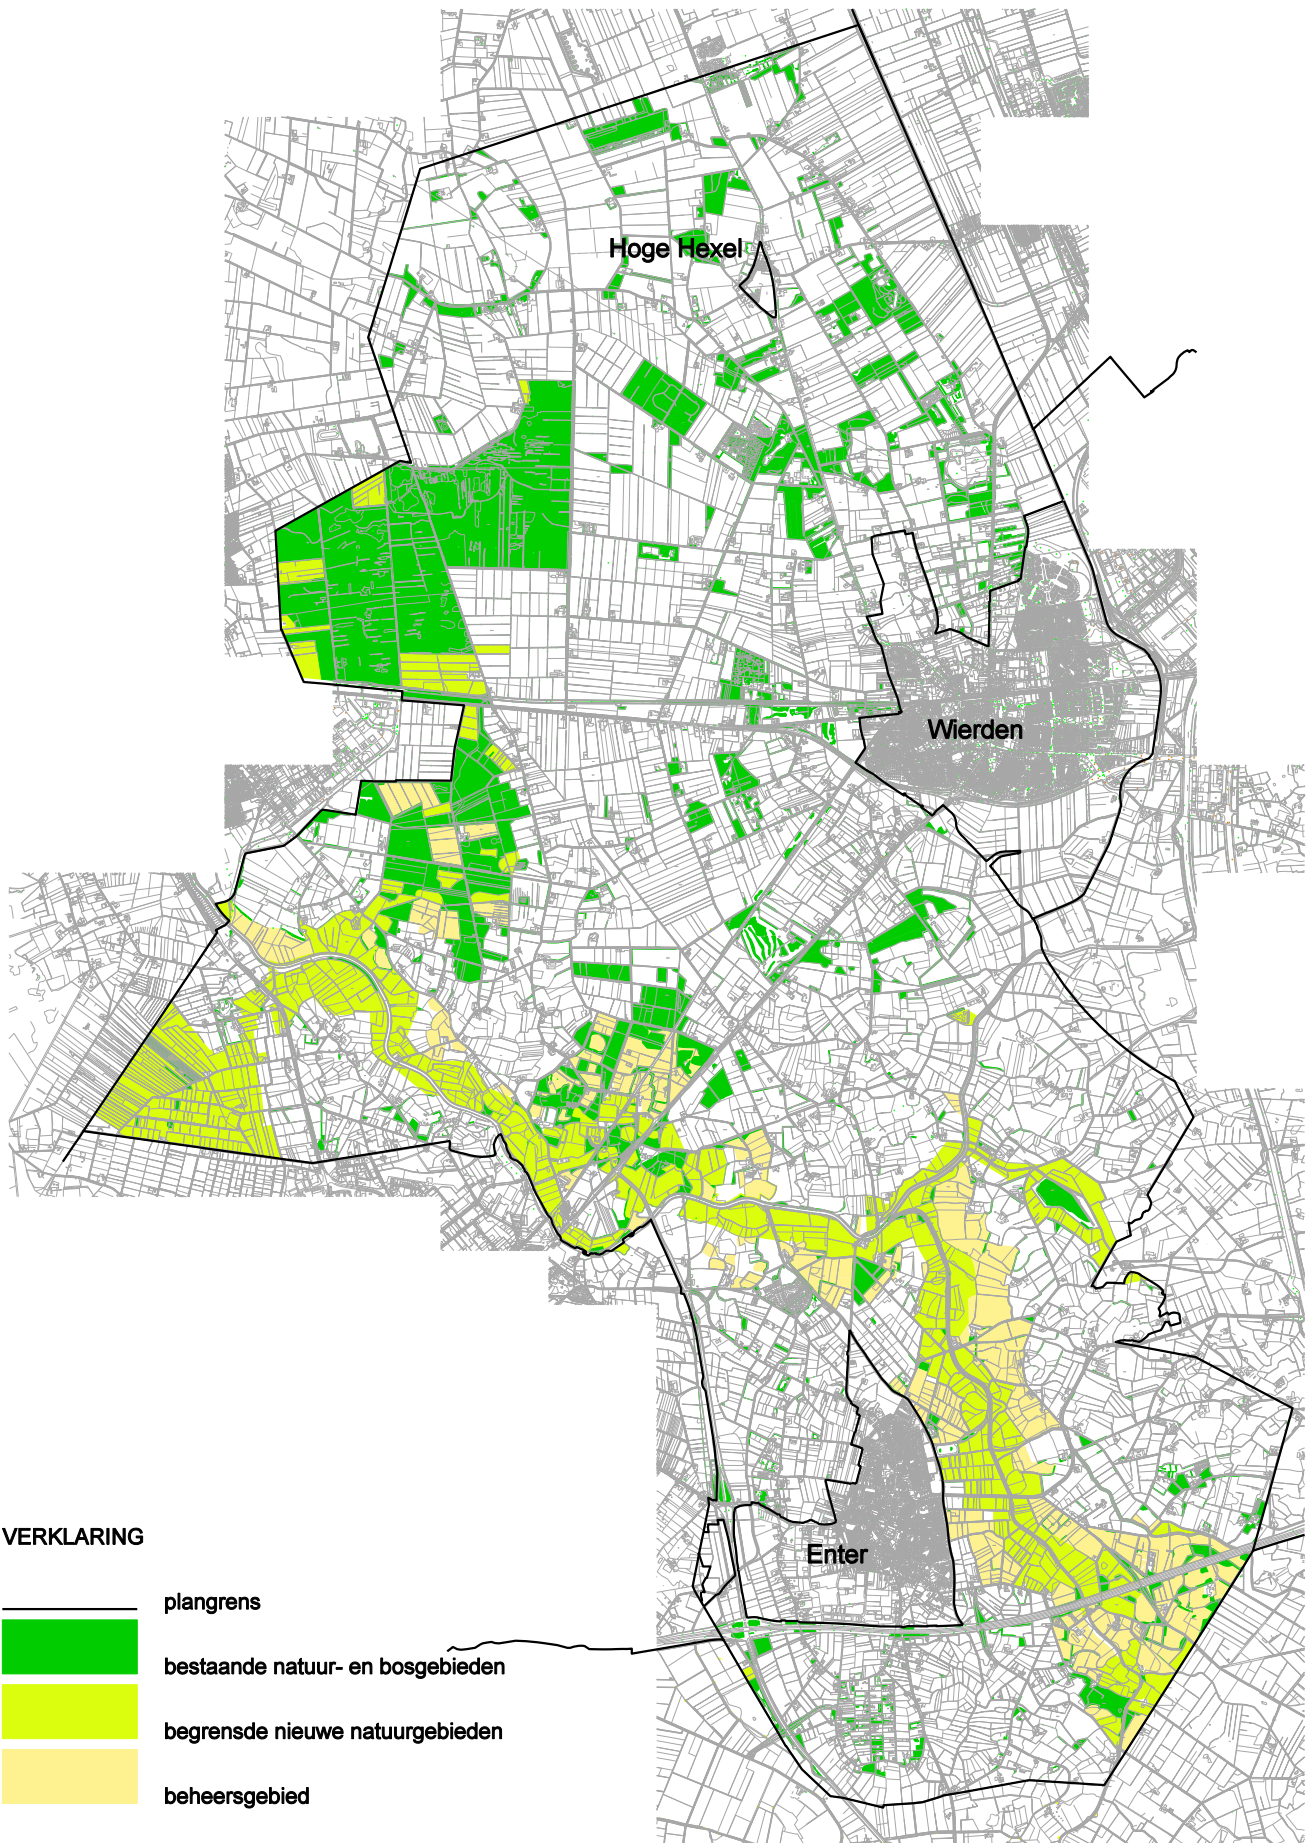 Hoge Hexel
Wierden
Enter
VERKLARING
plangrens
bestaande natuur- en bosgebieden
begrensde nieuwe natuurgebieden
beheersgebied